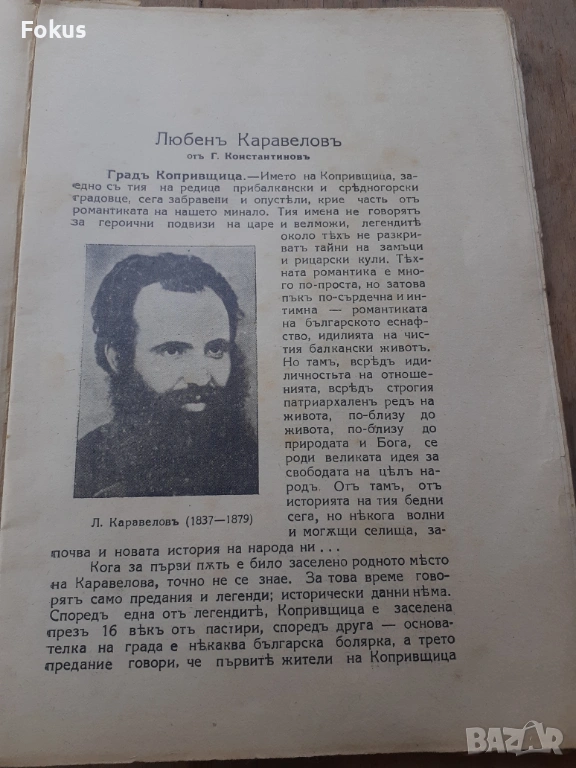 Fokus
Любенъ Каравеловъ
отъ Г. Константиновъ
Градъ Копривщица.—Името на Копривщица, за-
едно съ тия на редица прибалкански и срѣдногорски
градовце, сега забравени и опустѣли, крие часть отъ
романтиката на нашето минало. Тия имена не говорятъ
за героични подвизи на царе и велможи, легендитѣ
около тѣхъ не разкри-
ватъ тайни на замъци
и рицарски кули. Тѣх-
ната романтика е мно-
го по-проста, но затова
пъкъ по-сърдечна и ин-
тимна — романтиката
на българското еснаф-
ство, идилията на чис-
тия балкански животъ.
Но тамъ, всрѣдъ иди-
личностьта на отноше-
нията, всрѣдъ строгия
патриархаленъ редъ на
живота, по-близу до
живота, по-близу до
природата и Бога, се
роди великата идея за
свободата на цѣлъ на-
родъ. Отъ тамъ, отъ
историята на тия бедни
сега, но нѣкога волни
и могѫщи селища, за-
почва и новата история на народа ни ...
Л. Каравеловъ (1837—1879)
Кога за първи пѫть е било заселено родното мѣсто
на Каравелова, точно не се знае. За това време гово-
рятъ само предания и легенди; исторически данни нѣма.
Споредъ една отъ легендитѣ, Копривщица е заселена
презъ 16 вѣкъ отъ пастири, споредъ друга — основа-
телка на града е нѣкаква българска болярка, а трето
предание говори, че първитѣ жители на Копривщица
BAZAR